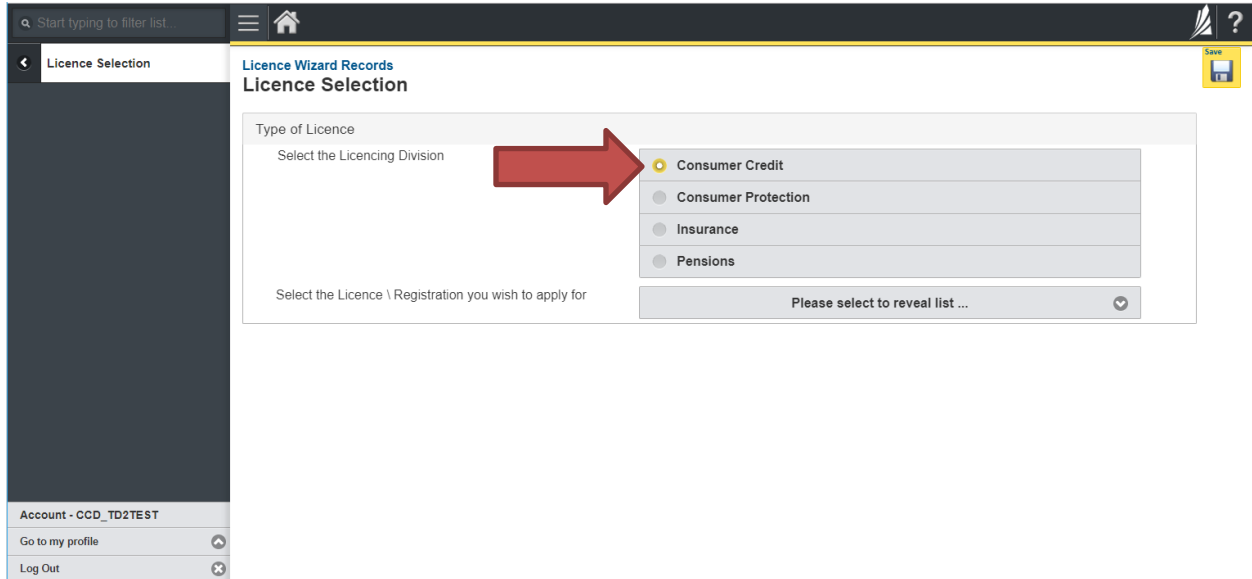 Start typing to filter list...
?
Licence Selection
Save
Licence Wizard Records
Licence Selection
Type of Licence
Select the Licencing Division
Consumer Credit
Consumer Protection
Insurance
Pensions
Select the Licence \ Registration you wish to apply for
Please select to reveal list ...
Account - CCD_TD2TEST
Go to my profile
Log Out